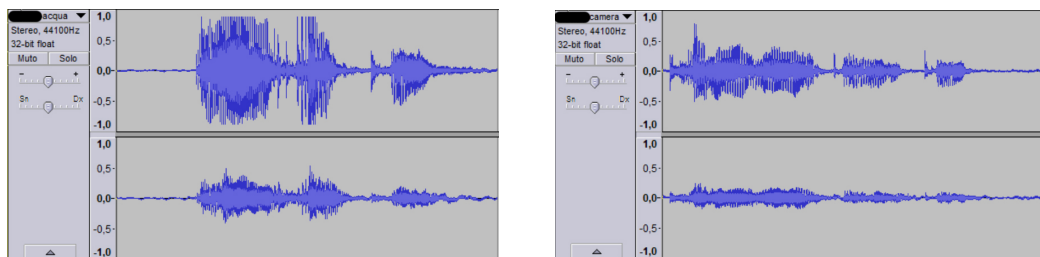 acqua
Stereo, 44100Hz
32-bit float
Muto Solo
- +
Sn Dx
1,0
0,5-
0,0-
-0,5-
-1,0
1,0
0,5-
0,0-
-0,5-
-1,0
camera
Stereo, 44100Hz
32-bit float
Muto Solo
- +
Sn Dx
1,0
0,5-
0,0-
-0,5-
-1,0
1,0
0,5-
0,0-
-0,5-
-1,0